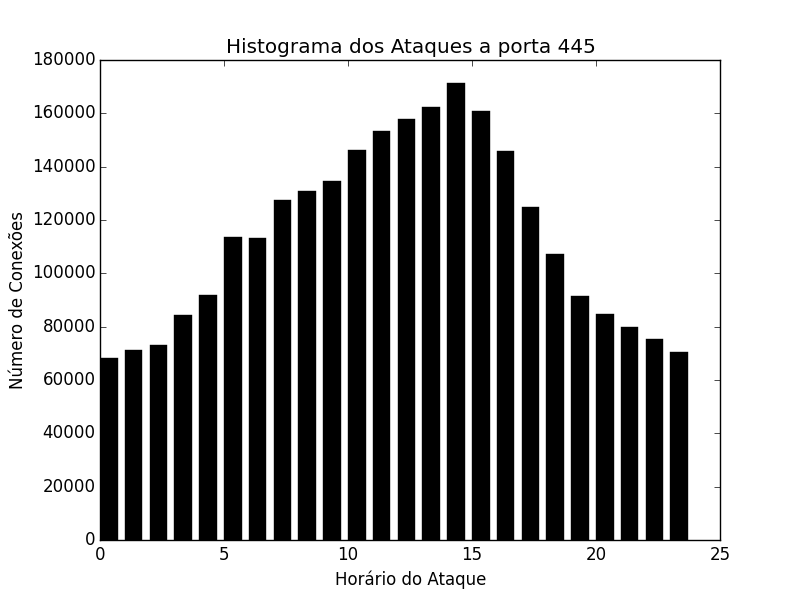 Histograma dos Ataques a porta 445
180000
160000
140000
120000
100000
80000
60000
40000
20000
0
Número de Conexões
0 5 10 15 20 25
Horário do Ataque